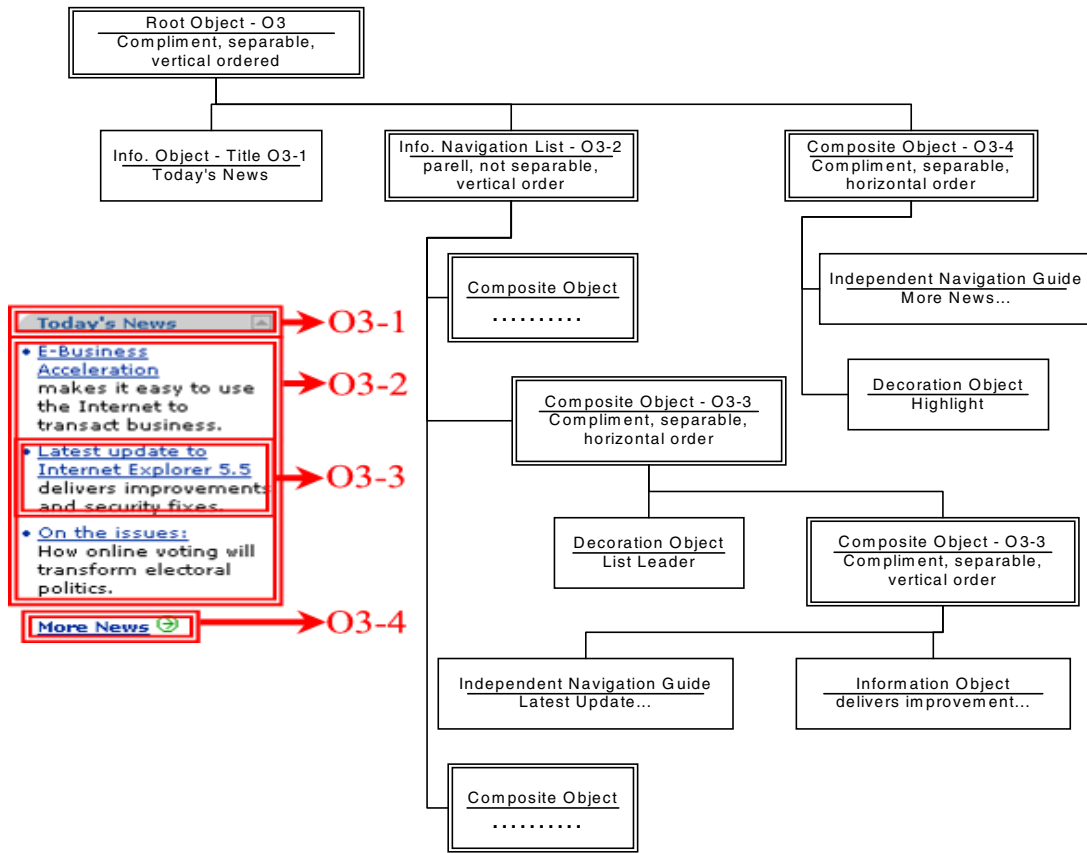 Root Object - O3
Compliment, separable,
vertical ordered
Info. Object - Title O3-1
Today's News
Info. Navigation List - O3-2
parell, not separable,
vertical order
Composite Object - O3-4
Compliment, separable,
horizontal order
Composite Object
..........
Independent Navigation Guide
More News...
Composite Object - O3-3
Compliment, separable,
horizontal order
Decoration Object
Highlight
Decoration Object
List Leader
Composite Object - O3-3
Compliment, separable,
vertical order
Independent Navigation Guide
Latest Update...
Information Object
delivers improvement...
Composite Object
..........
Today's News
O3-1
• E-Business
Acceleration
makes it easy to use
the Internet to
transact business.
O3-2
• Latest update to
Internet Explorer 5.5
delivers improvements
and security fixes.
O3-3
• On the issues:
How online voting will
transform electoral
politics.
More News
O3-4